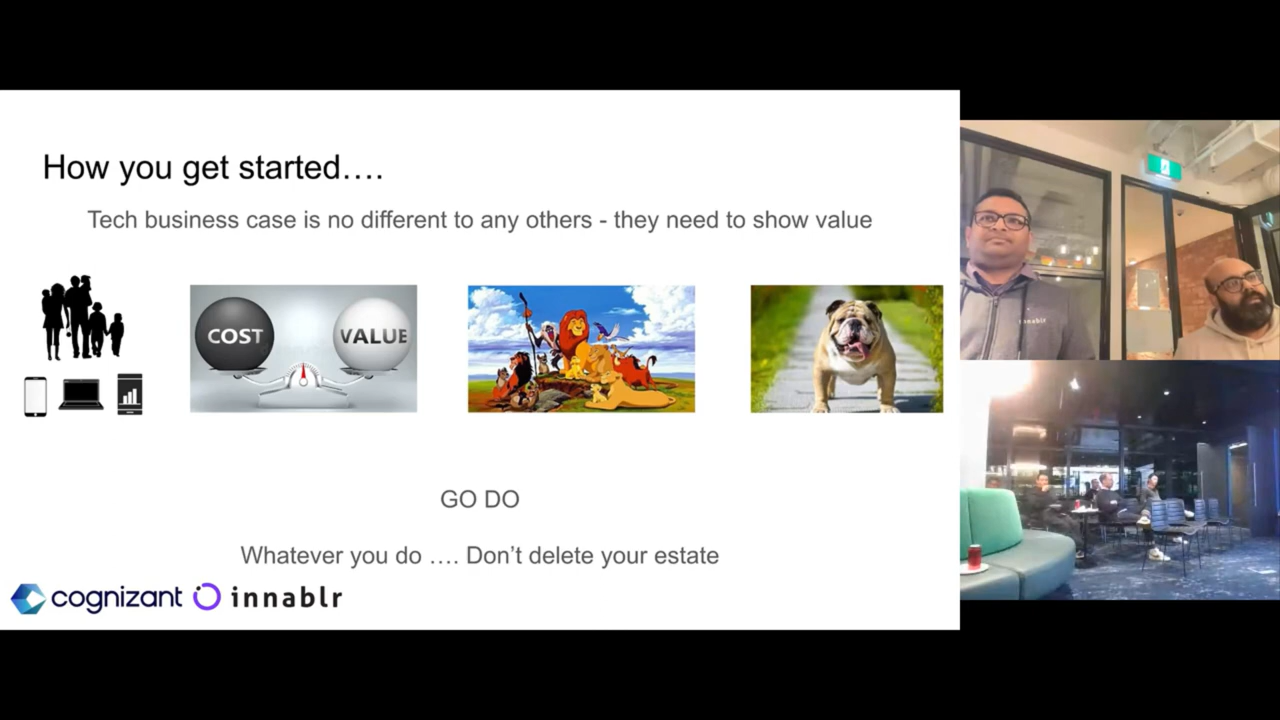 How you get started….
Tech business case is no different to any others - they need to show value
COST
VALUE
GO DO
Whatever you do …. Don't delete your estate
cognizant innablr
innablr